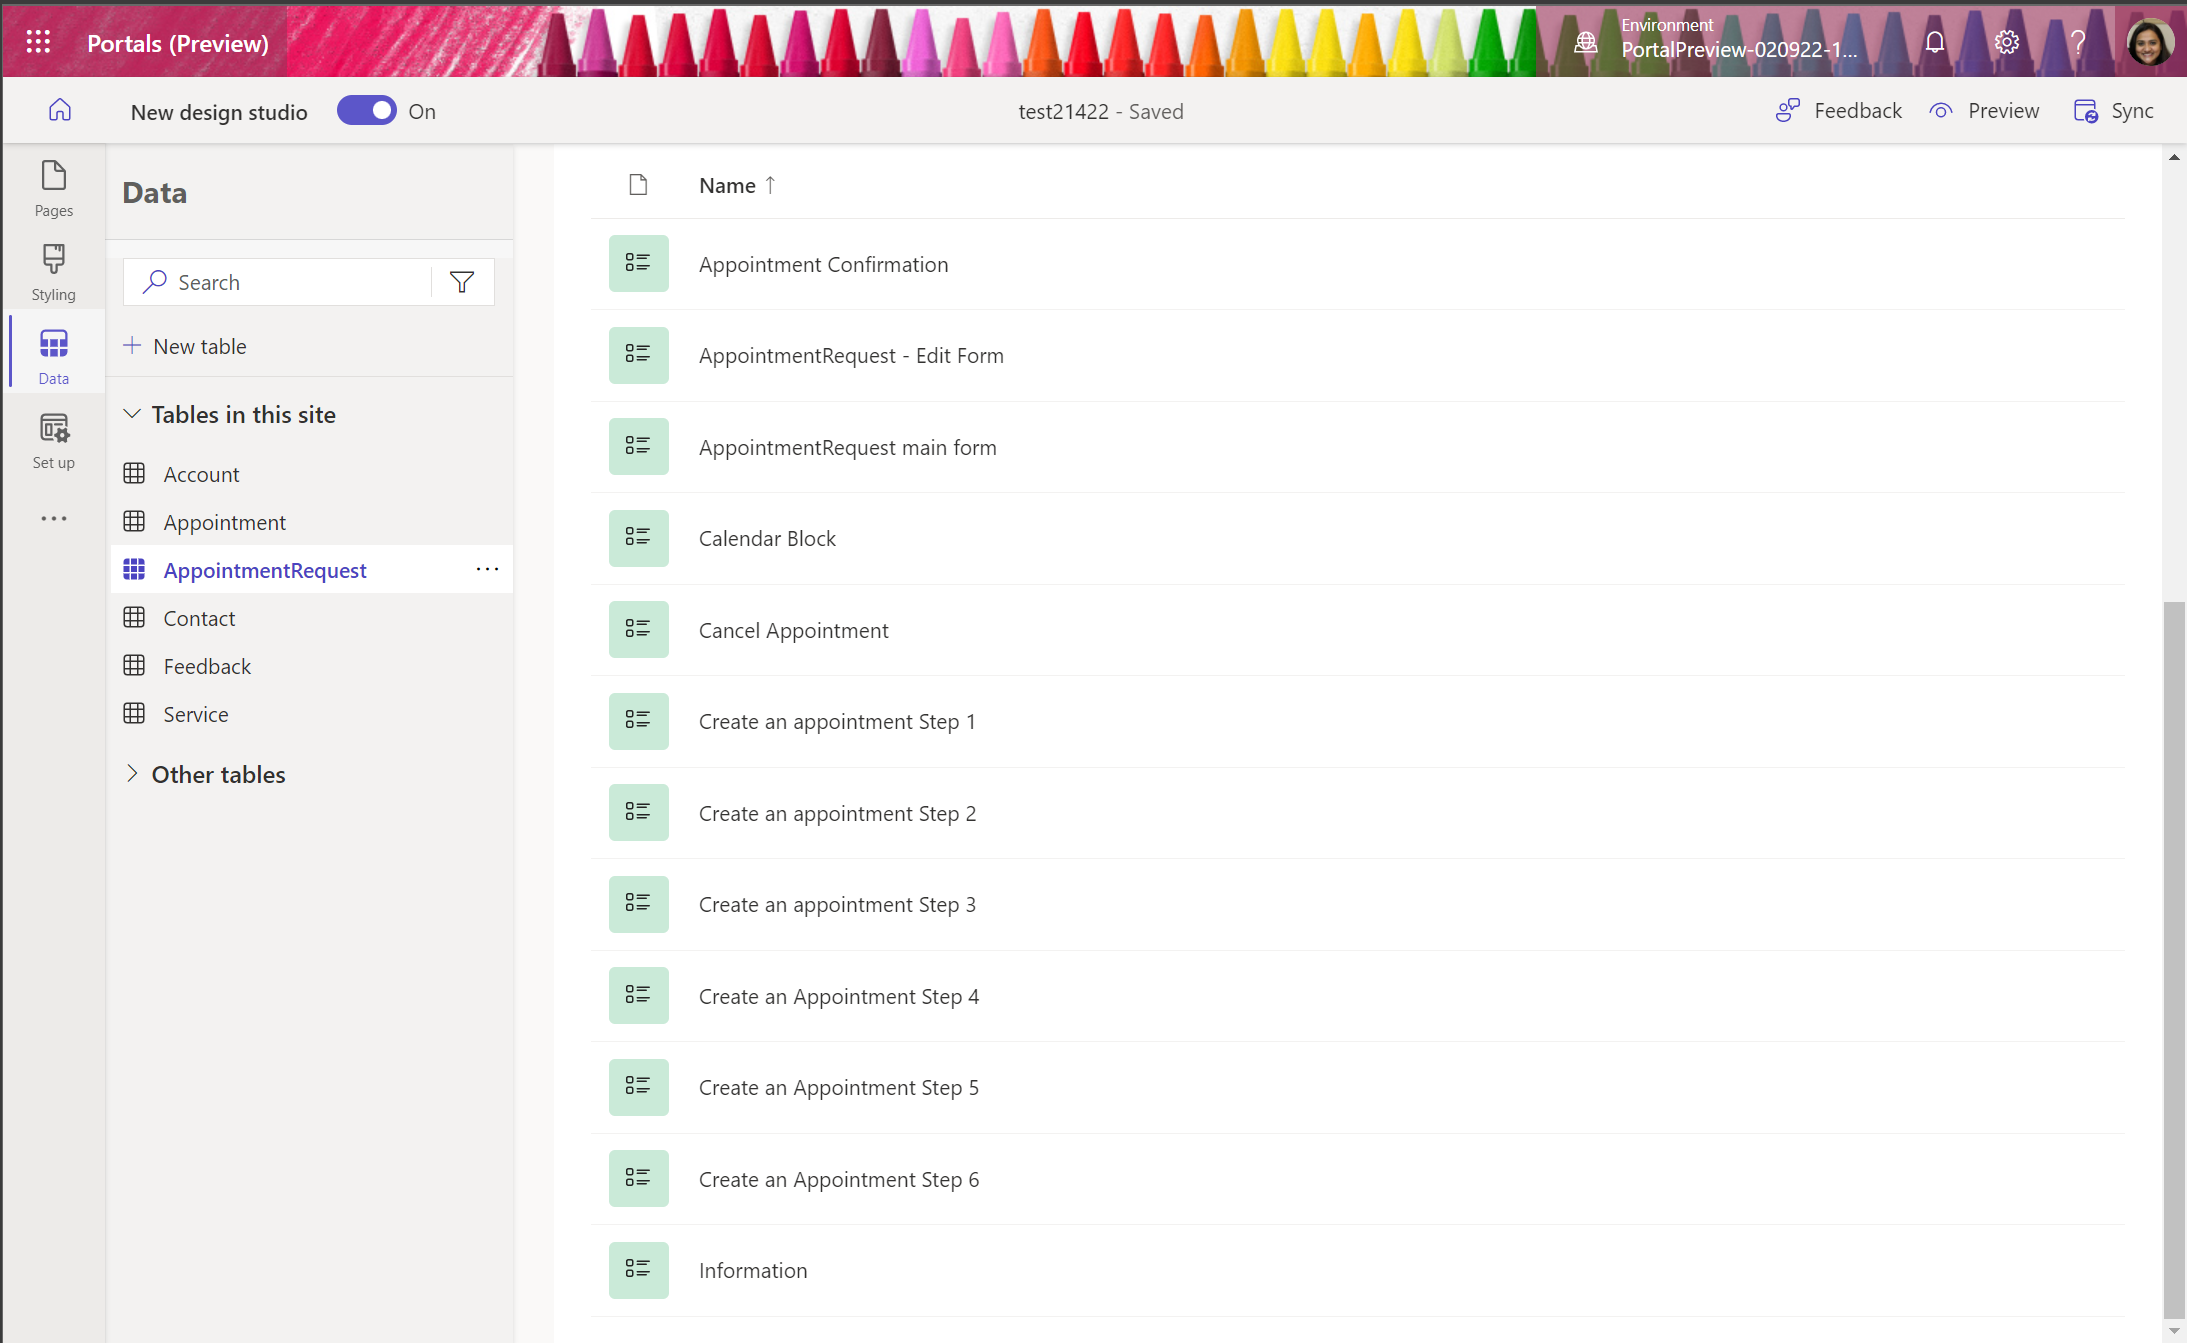 Portals (Preview)
Environment
PortalPreview-020922-1...
New design studio
On
test21422 - Saved
Feedback
Preview
Sync
Pages
Styling
Data
Set up
Data
Search
New table
Tables in this site
Account
Appointment
AppointmentRequest
Contact
Feedback
Service
Other tables
Name ↑
Appointment Confirmation
AppointmentRequest - Edit Form
AppointmentRequest main form
Calendar Block
Cancel Appointment
Create an appointment Step 1
Create an appointment Step 2
Create an appointment Step 3
Create an Appointment Step 4
Create an Appointment Step 5
Create an Appointment Step 6
Information